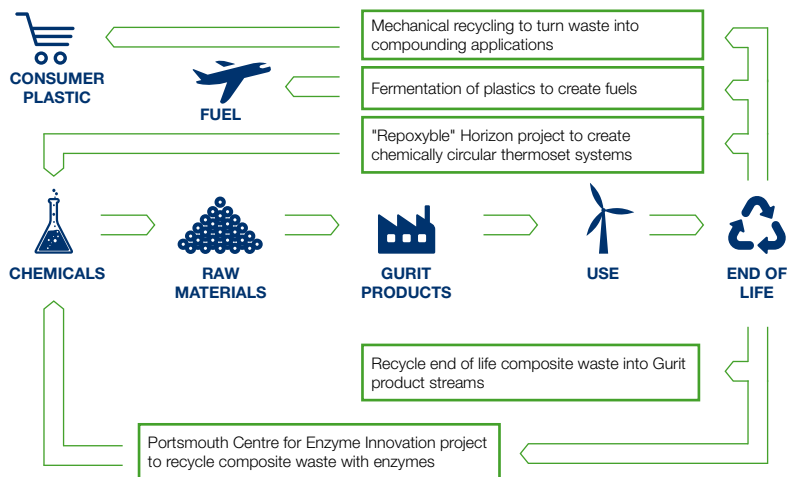 Mechanical recycling to turn waste into
compounding applications
CONSUMER
PLASTIC
Fermentation of plastics to create fuels
FUEL
"Repoxyble" Horizon project to create
chemically circular thermoset systems
CHEMICALS
RAW
MATERIALS
GURIT
PRODUCTS
USE
END OF
LIFE
Recycle end of life composite waste into Gurit
product streams
Portsmouth Centre for Enzyme Innovation project
to recycle composite waste with enzymes